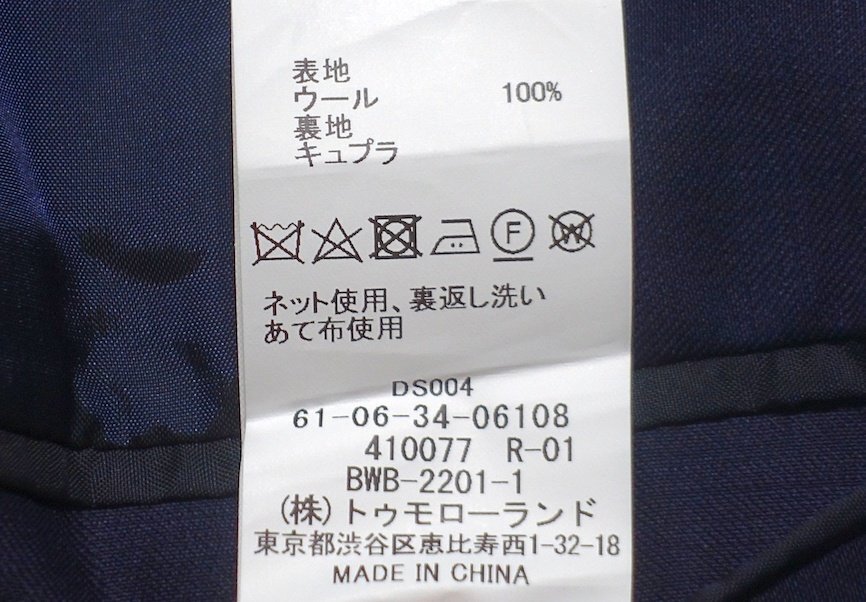 表地
ウール 100%
裏地
キュプラ
F W
ネット使用、裏返し洗い
あて布使用
DS004
61-06-34-06108
410077 R-01
BWB-2201-1
(株)トゥモローランド
東京都渋谷区恵比寿西1-32-18
MADE IN CHINA